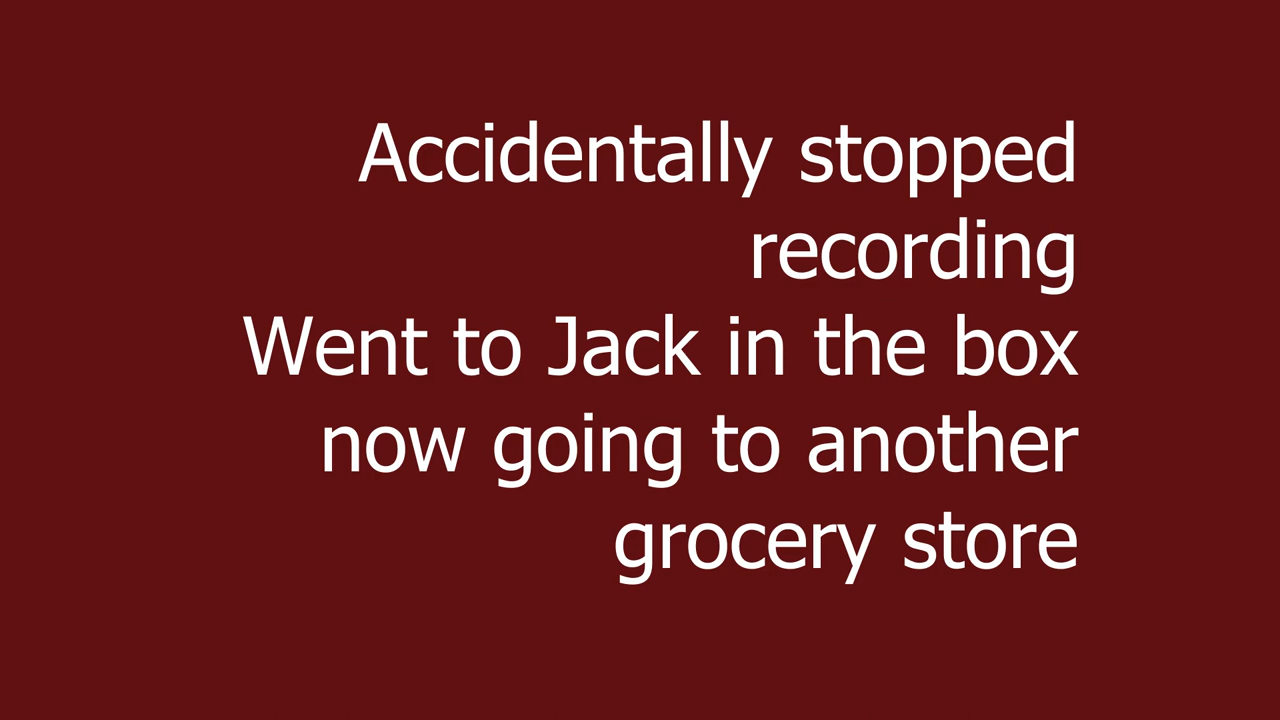 Accidentally stopped
recording
Went to Jack in the box
now going to another
grocery store